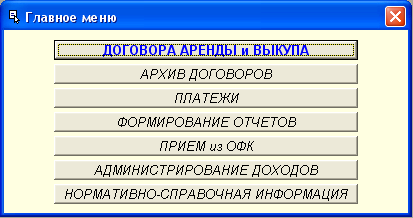 Главное меню
ДОГОВОРА АРЕНДЫ и ВЫКУПА
АРХИВ ДОГОВОРОВ
ПЛАТЕЖИ
ФОРМИРОВАНИЕ ОТЧЕТОВ
ПРИЕМ из ОФК
АДМИНИСТРИРОВАНИЕ ДОХОДОВ
НОРМАТИВНО-СПРАВОЧНАЯ ИНФОРМАЦИЯ